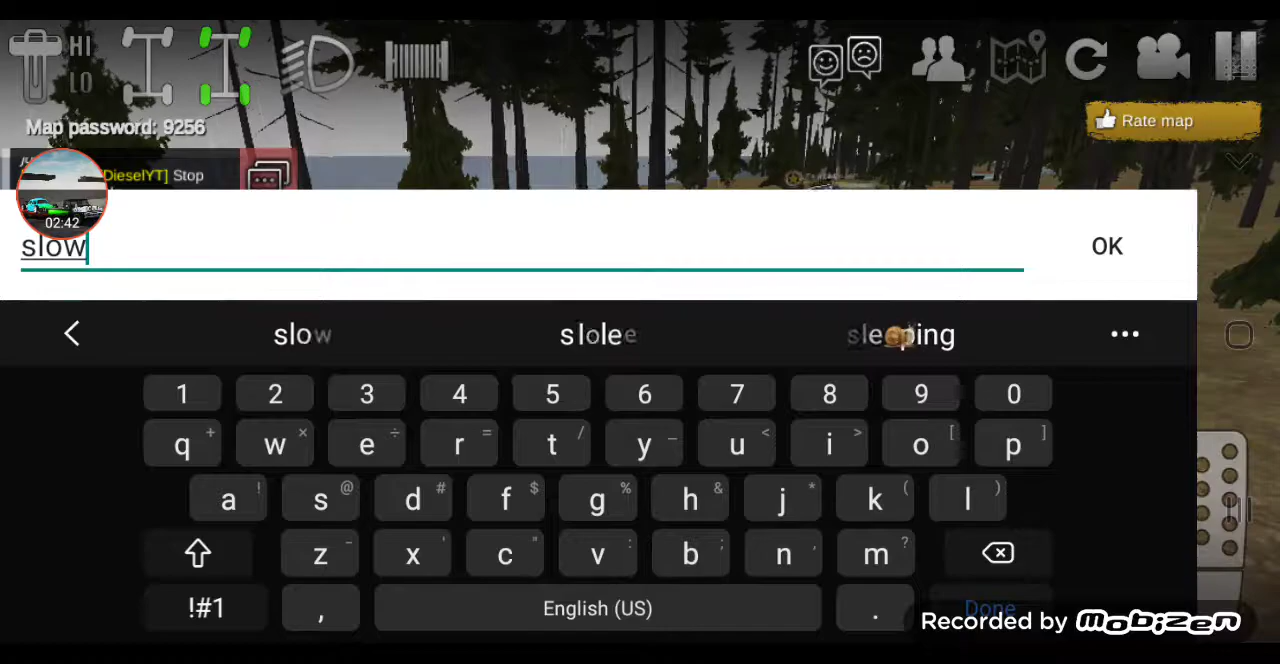 HI
LO
Map password: 9256
Rate map
DieselYT] Stop
02:42
slow
OK
slow
sleeping
1 2 3 4 5 6 7 8 9 0
q + w × e ÷ r = t / y _ u < i > o [ p ]
a ! s @ d # f $ g % h & j * k ( l )
z - x ' c " v : b ; n , m ?
!#1 , English (US) . Done
Recorded by mobizen